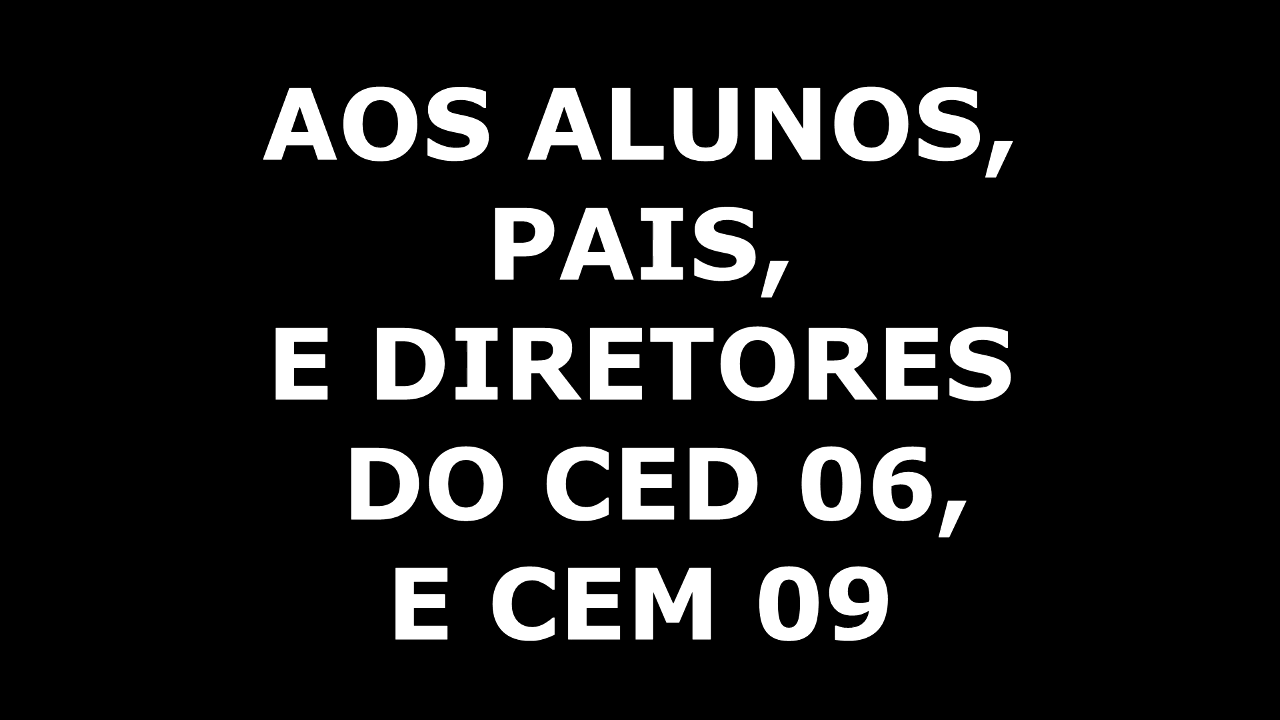 AOS ALUNOS,
PAIS,
E DIRETORES
DO CED 06,
E CEM 09